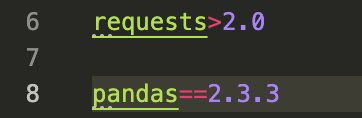 6 requests>2.0
7
8 pandas==2.3.3